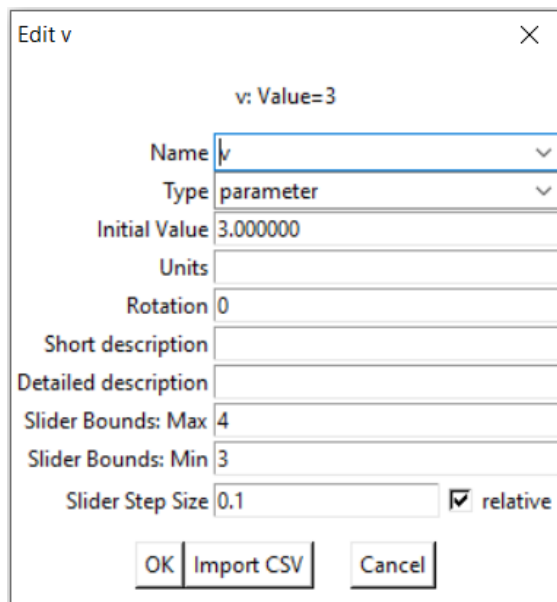 Edit v
v: Value=3
Name v
Type parameter
Initial Value 3.000000
Units
Rotation 0
Short description
Detailed description
Slider Bounds: Max 4
Slider Bounds: Min 3
Slider Step Size 0.1 relative
OK Import CSV Cancel